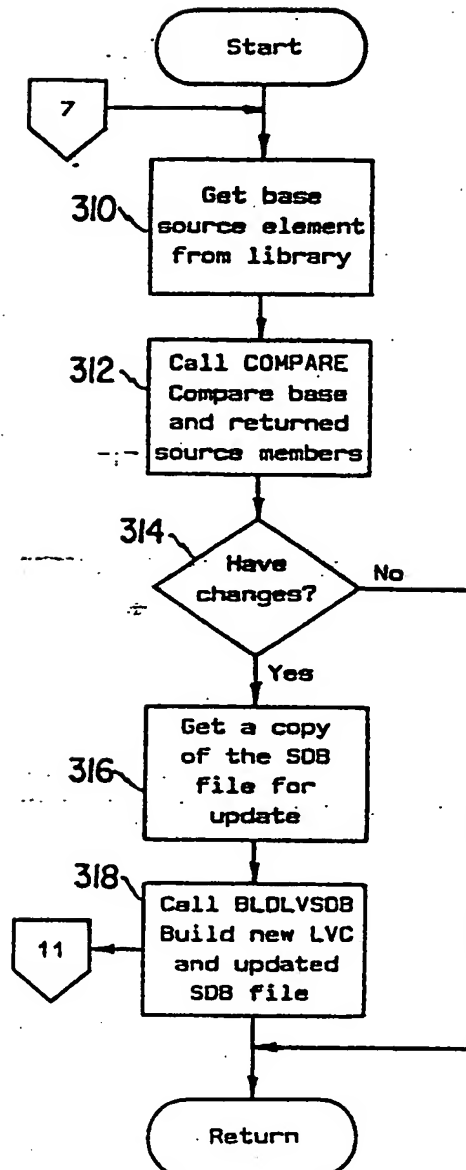 Start
7
310
Get base
source element
from library
312
Call COMPARE
Compare base
and returned
source members
314
Have
changes?
No
Yes
316
Get a copy
of the SDB
file for
update
318
Call BLDLVSDB
Build new LVC
and updated
SDB file
11
Return